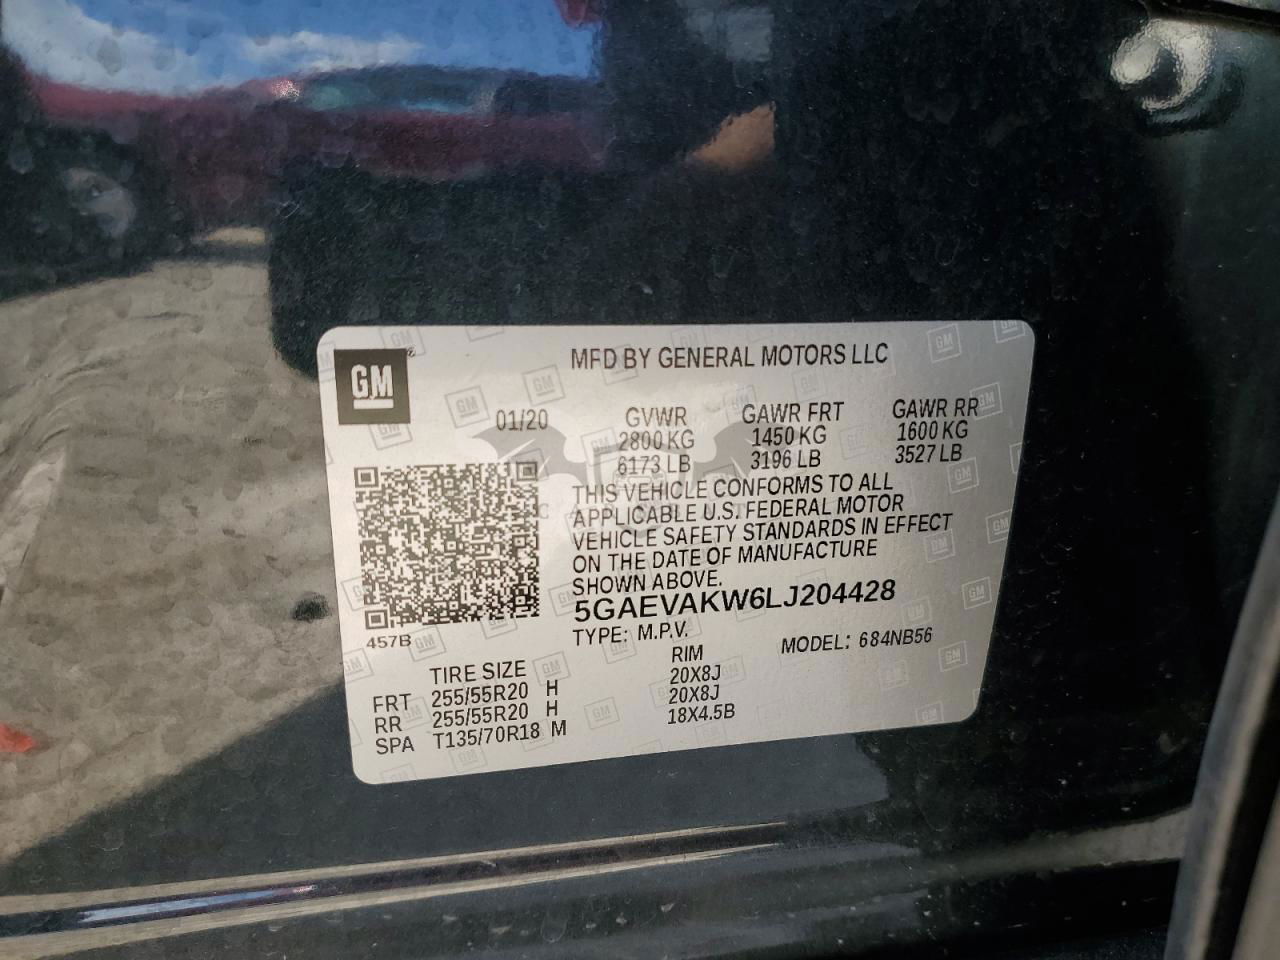 GM
MFD BY GENERAL MOTORS LLC
01/20 GVWR GAWR FRT GAWR RR
2800 KG 1450 KG 1600 KG
6173 LB 3196 LB 3527 LB
THIS VEHICLE CONFORMS TO ALL
APPLICABLE U.S. FEDERAL MOTOR
VEHICLE SAFETY STANDARDS IN EFFECT
ON THE DATE OF MANUFACTURE
SHOWN ABOVE.
5GAEVAKW6LJ204428
457B
TYPE: M.P.V. MODEL: 684NB56
TIRE SIZE RIM
FRT 255/55R20 H 20X8J
RR 255/55R20 H 20X8J
SPA T135/70R18 M 18X4.5B